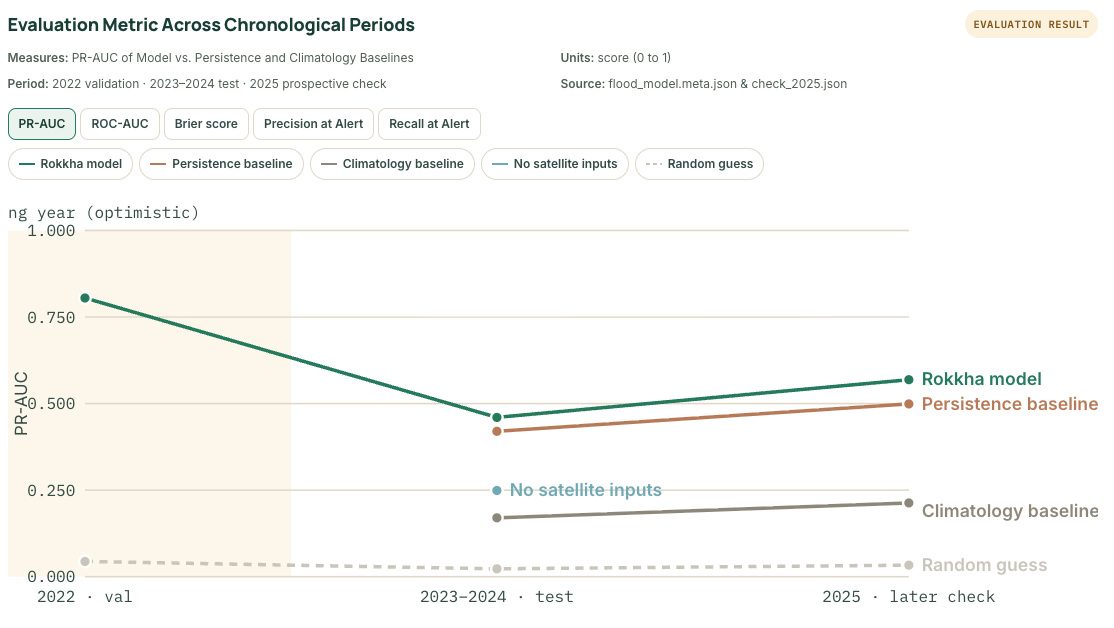 Evaluation Metric Across Chronological Periods
EVALUATION RESULT
Measures: PR-AUC of Model vs. Persistence and Climatology Baselines
Units: score (0 to 1)
Period: 2022 validation · 2023–2024 test · 2025 prospective check
Source: flood_model.meta.json & check_2025.json
PR-AUC
ROC-AUC
Brier score
Precision at Alert
Recall at Alert
Rokkha model
Persistence baseline
Climatology baseline
No satellite inputs
Random guess
ng year (optimistic)
1.000
0.750
0.500
0.250
0.000
PR-AUC
Rokkha model
Persistence baseline
No satellite inputs
Climatology baseline
Random guess
2022 · val
2023–2024 · test
2025 · later check